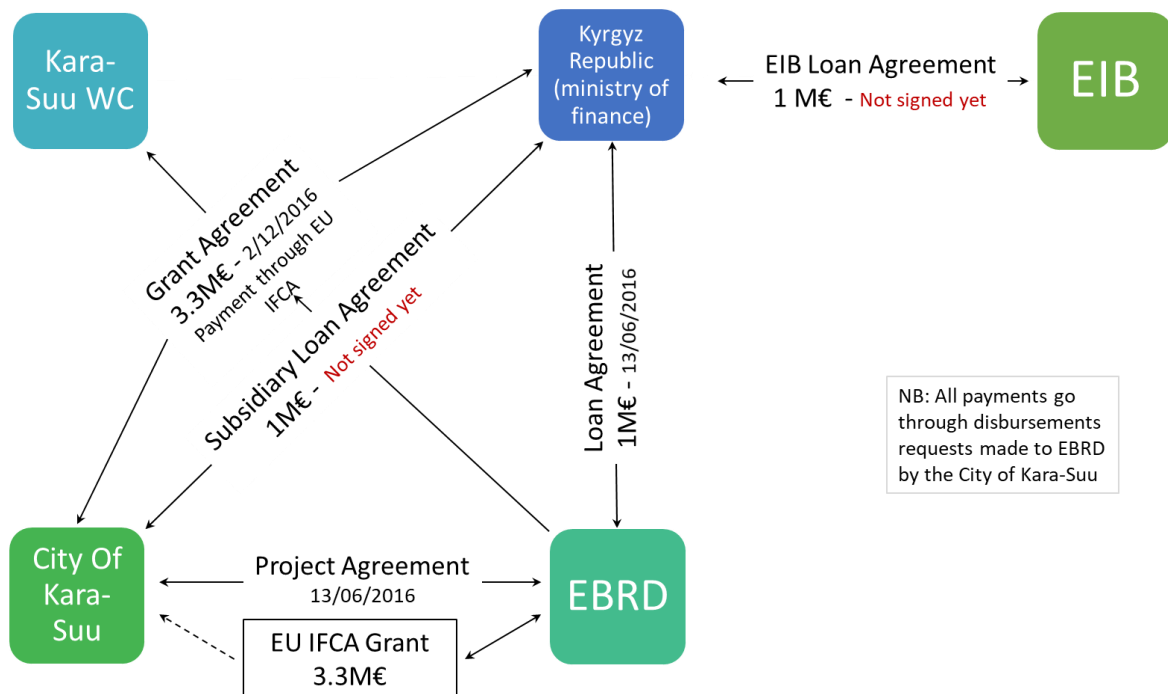 Kara-
Suu WC
Kyrgyz
Republic
(ministry of
finance)
EIB Loan Agreement
1 M€ - Not signed yet
EIB
Grant Agreement
3.3M€ - 2/12/2016
Payment through EU
IFCA
Subsidiary Loan Agreement
1M€ - Not signed yet
Loan Agreement
1M€ - 13/06/2016
NB: All payments go
through disbursements
requests made to EBRD
by the City of Kara-Suu
City Of
Kara-
Suu
Project Agreement
13/06/2016
EBRD
EU IFCA Grant
3.3M€